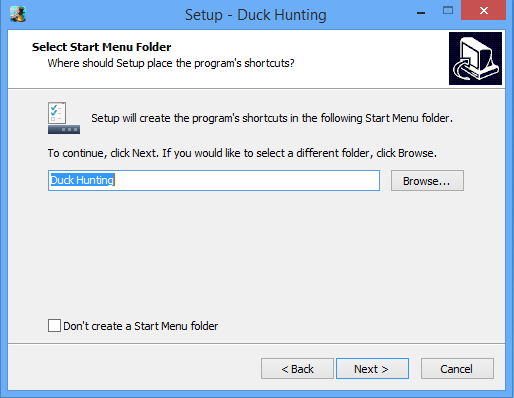 Setup - Duck Hunting
Select Start Menu Folder
Where should Setup place the program's shortcuts?
Setup will create the program's shortcuts in the following Start Menu folder.
To continue, click Next. If you would like to select a different folder, click Browse.
Duck Hunting
Browse...
Don't create a Start Menu folder
< Back
Next >
Cancel